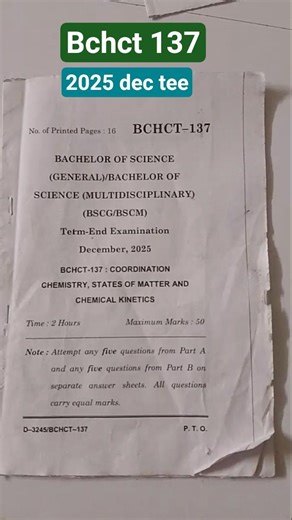 Bchct 137
2025 dec tee
No. of Printed Pages : 16 BCHCT–137
BACHELOR OF SCIENCE
(GENERAL)/BACHELOR OF
SCIENCE (MULTIDISCIPLINARY)
(BSCG/BSCM)
Term-End Examination
December, 2025
BCHCT-137 : COORDINATION
CHEMISTRY, STATES OF MATTER AND
CHEMICAL KINETICS
Time : 2 Hours Maximum Marks : 50
Note : Attempt any five questions from Part A
and any five questions from Part B on
separate answer sheets. All questions
carry equal marks.
D–3245/BCHCT–137 P. T. O.